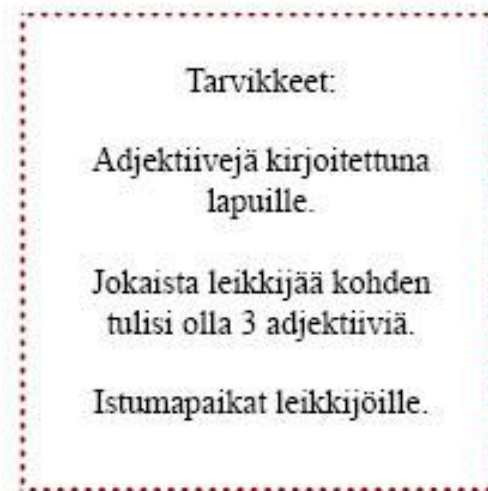 Tarvikkeet:
Adjektiivejä kirjoitettuna
lapuille.
Jokaista leikkijää kohden
tulisi olla 3 adjektiiviä.
Istumapaikat leikkijöille.